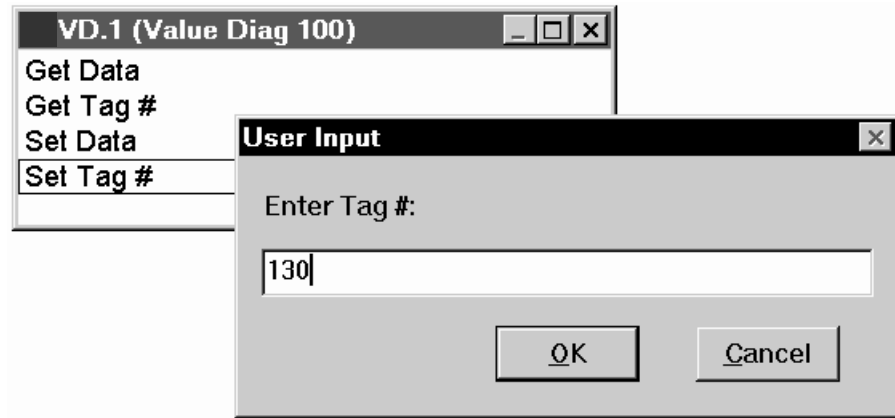 VD.1 (Value Diag 100)
Get Data
Get Tag #
Set Data
Set Tag #
User Input
Enter Tag #:
130
OK
Cancel